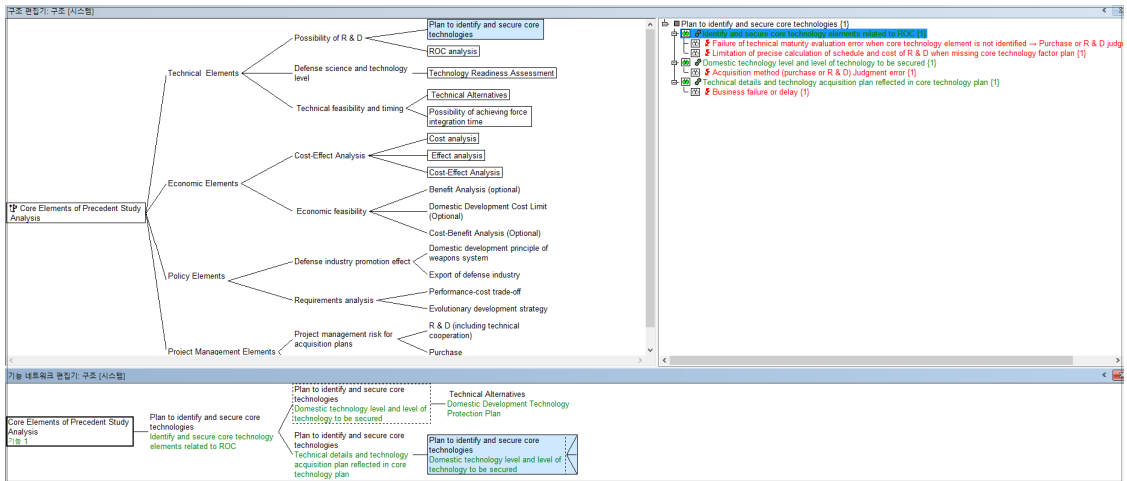 구조 편집기: 구조 [시스템]
Plan to identify and secure core
technologies
Possibility of R & D
ROC analysis
Technical Elements
Defense science and technology
level
Technology Readiness Assessment
Technical Alternatives
Technical feasibility and timing
Possibility of achieving force
integration time
Cost analysis
Cost-Effect Analysis
Effect analysis
Cost-Effect Analysis
Economic Elements
Benefit Analysis (optional)
Core Elements of Precedent Study
Analysis
Economic feasibility
Domestic Development Cost Limit
(Optional)
Cost-Benefit Analysis (Optional)
Domestic development principle of
weapons system
Defense industry promotion effect
Policy Elements
Export of defense industry
Performance-cost trade-off
Requirements analysis
Evolutionary development strategy
R & D (including technical
cooperation)
Project management risk for
acquisition plans
Project Management Elements
Purchase
Plan to identify and secure core technologies {1}
Identify and secure core technology elements related to ROC {1}
Failure of technical maturity evaluation error when core technology element is not identified → Purchase or R & D judg
Limitation of precise calculation of schedule and cost of R & D when missing core technology factor plan {1}
Domestic technology level and level of technology to be secured {1}
Acquisition method (purchase or R & D) Judgment error {1}
Technical details and technology acquisition plan reflected in core technology plan {1}
Business failure or delay {1}
기능 네트워크 편집기: 구조 [시스템]
Core Elements of Precedent Study
Analysis
기능 1
Plan to identify and secure core
technologies
Identify and secure core technology
elements related to ROC
Plan to identify and secure core
technologies
Domestic technology level and level of
technology to be secured
Technical Alternatives
Domestic Development Technology
Protection Plan
Plan to identify and secure core
technologies
Technical details and technology
acquisition plan reflected in core
technology plan
Plan to identify and secure core
technologies
Domestic technology level and level of
technology to be secured